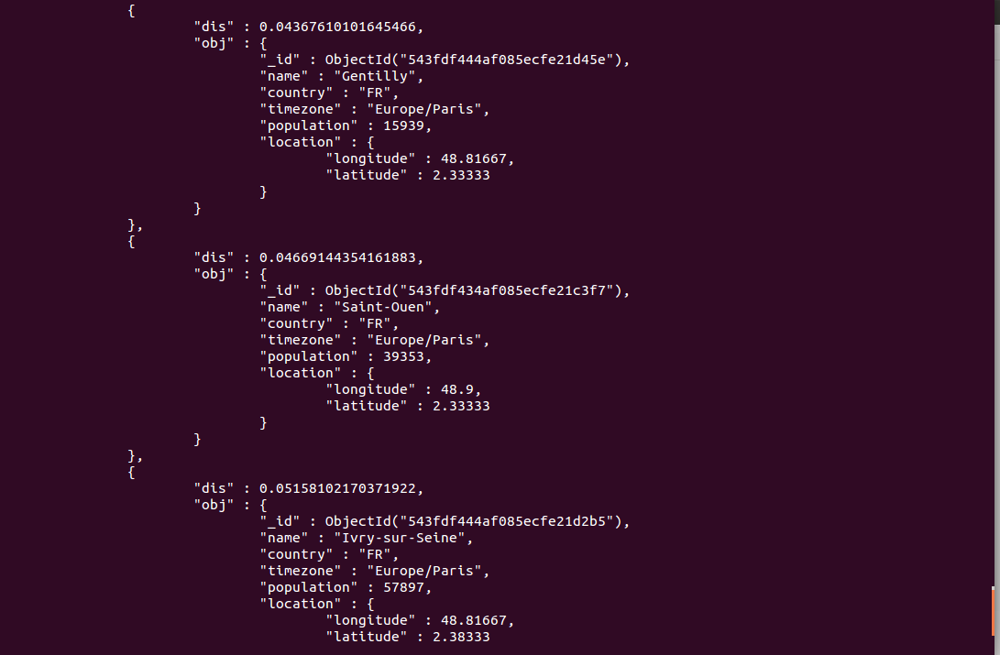 {
"dis" : 0.04367610101645466,
"obj" : {
"_id" : ObjectId("543fdf444af085ecfe21d45e"),
"name" : "Gentilly",
"country" : "FR",
"timezone" : "Europe/Paris",
"population" : 15939,
"location" : {
"longitude" : 48.81667,
"latitude" : 2.33333
}
}
},
{
"dis" : 0.04669144354161883,
"obj" : {
"_id" : ObjectId("543fdf434af085ecfe21c3f7"),
"name" : "Saint-Ouen",
"country" : "FR",
"timezone" : "Europe/Paris",
"population" : 39353,
"location" : {
"longitude" : 48.9,
"latitude" : 2.33333
}
}
},
{
"dis" : 0.05158102170371922,
"obj" : {
"_id" : ObjectId("543fdf444af085ecfe21d2b5"),
"name" : "Ivry-sur-Seine",
"country" : "FR",
"timezone" : "Europe/Paris",
"population" : 57897,
"location" : {
"longitude" : 48.81667,
"latitude" : 2.38333